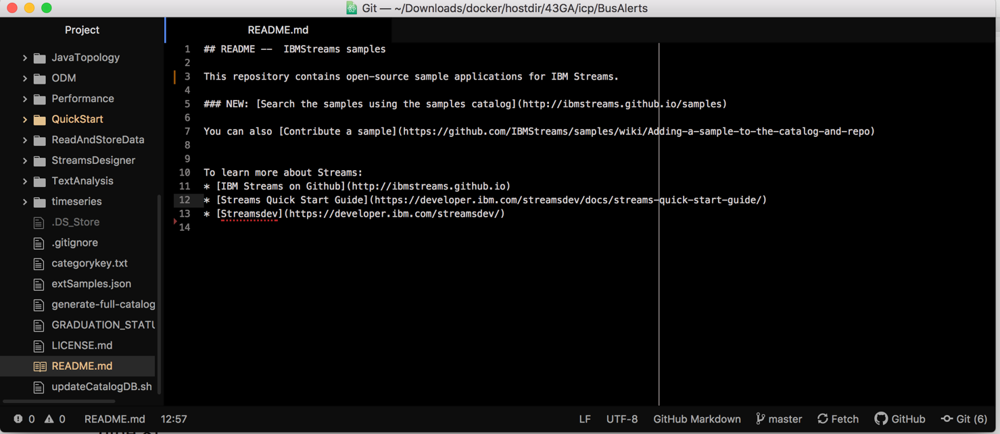 Git — ~/Downloads/docker/hostdir/43GA/icp/BusAlerts
Project
JavaTopology
ODM
Performance
QuickStart
ReadAndStoreData
StreamsDesigner
TextAnalysis
timeseries
.DS_Store
.gitignore
categorykey.txt
extSamples.json
generate-full-catalog
GRADUATION_STATU
LICENSE.md
README.md
updateCatalogDB.sh
README.md
1 ## README -- IBMStreams samples
2
3 This repository contains open-source sample applications for IBM Streams.
4
5 ### NEW: [Search the samples using the samples catalog](http://ibmstreams.github.io/samples)
6
7 You can also [Contribute a sample](https://github.com/IBMStreams/samples/wiki/Adding-a-sample-to-the-catalog-and-repo)
8
9
10 To learn more about Streams:
11 * [IBM Streams on Github](http://ibmstreams.github.io)
12 * [Streams Quick Start Guide](https://developer.ibm.com/streamsdev/docs/streams-quick-start-guide/)
13 * [Streamsdev](https://developer.ibm.com/streamsdev/)
14
0 0 README.md 12:57 LF UTF-8 GitHub Markdown master Fetch GitHub Git (6)